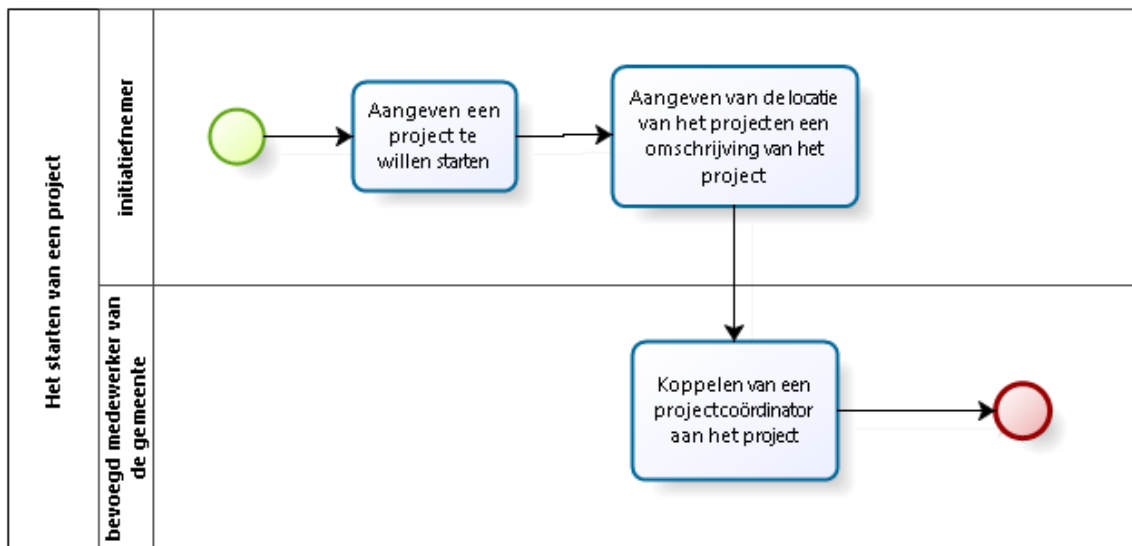 Het starten van een project
initiatiefnemer
Aangeven een
project te
willen starten
Aangeven van de locatie
van het projecten een
omschrijving van het
project
bevoegd medewerker van
de gemeente
Koppelen van een
projectcoördinator
aan het project